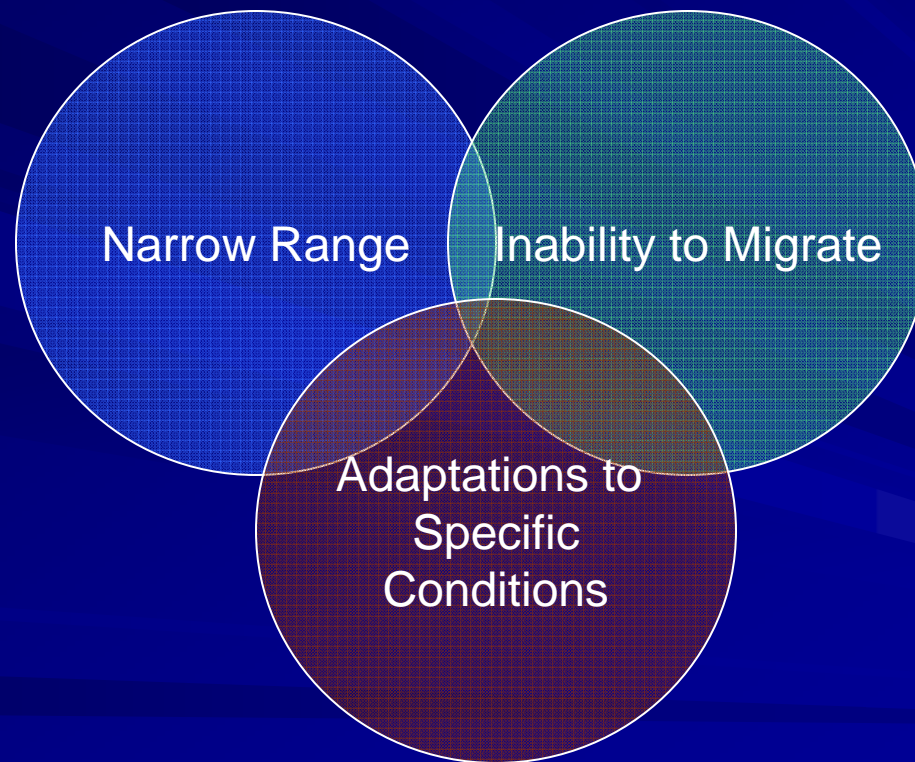 Narrow Range
Inability to Migrate
Adaptations to
Specific
Conditions